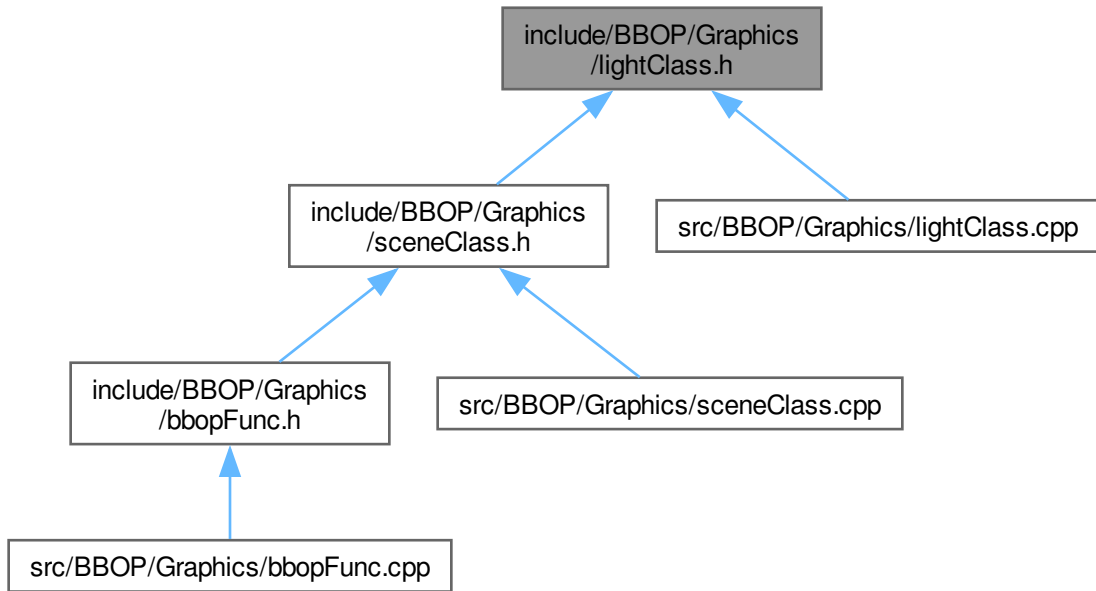 include/BBOP/Graphics
/lightClass.h
include/BBOP/Graphics
/sceneClass.h
src/BBOP/Graphics/lightClass.cpp
include/BBOP/Graphics
/bbopFunc.h
src/BBOP/Graphics/sceneClass.cpp
src/BBOP/Graphics/bbopFunc.cpp